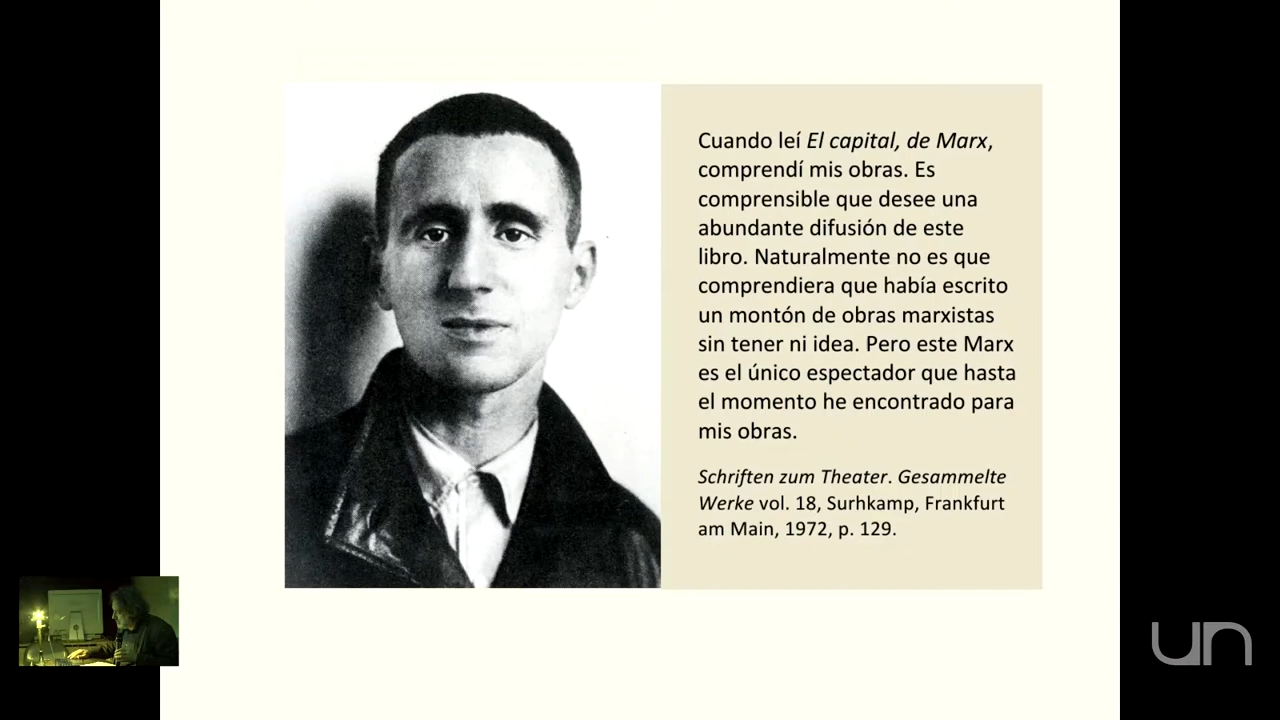 Cuando leí El capital, de Marx,
comprendí mis obras. Es
comprensible que desee una
abundante difusión de este
libro. Naturalmente no es que
comprendiera que había escrito
un montón de obras marxistas
sin tener ni idea. Pero este Marx
es el único espectador que hasta
el momento he encontrado para
mis obras.
Schriften zum Theater. Gesammelte
Werke vol. 18, Surhkamp, Frankfurt
am Main, 1972, p. 129.
un